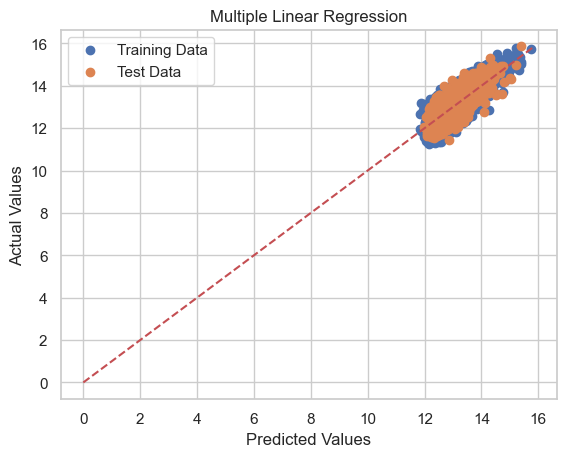 Multiple Linear Regression
Training Data
Test Data
16
14
12
10
8
6
4
2
0
Actual Values
0 2 4 6 8 10 12 14 16
Predicted Values